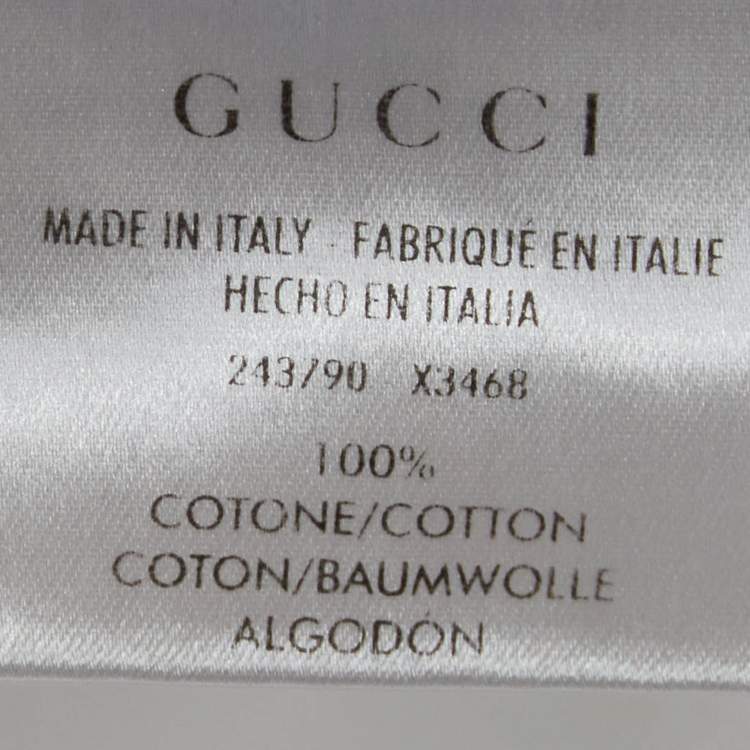 GUCCI
MADE IN ITALY - FABRIQUÉ EN ITALIE
HECHO EN ITALIA
243/90 X3468
100%
COTONE/COTTON
COTON/BAUMWOLLE
ALGODÓN